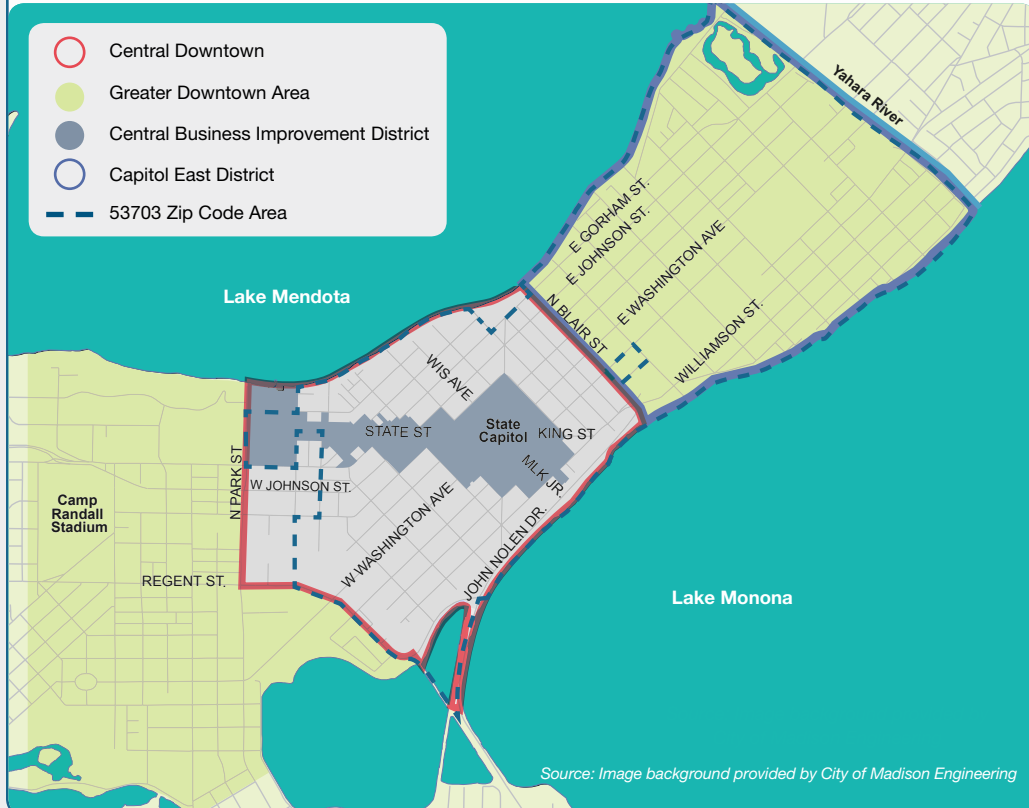 Central Downtown
Greater Downtown Area
Central Business Improvement District
Capitol East District
53703 Zip Code Area
Yahara River
E GORHAM ST.
E JOHNSON ST.
E WASHINGTON AVE
N BLAIR ST
WILLIAMSON ST.
Lake Mendota
WIS AVE
STATE ST
State
Capitol
KING ST
MLK JR.
N PARK ST
W JOHNSON ST.
W WASHINGTON AVE
JOHN NOLEN DR.
Camp
Randall
Stadium
REGENT ST.
Lake Monona
Source: Image background provided by City of Madison Engineering